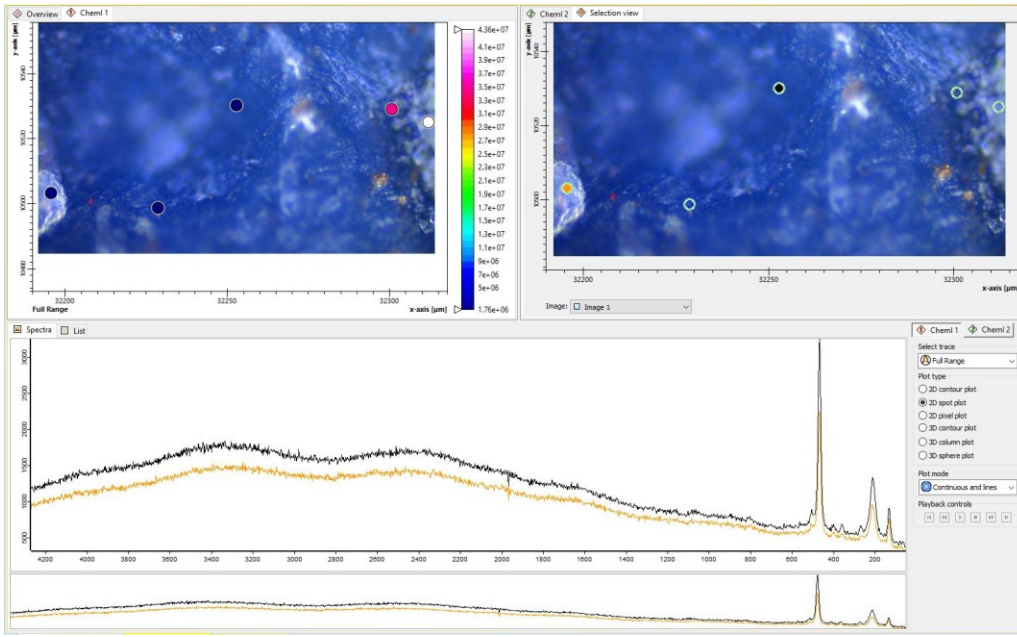 Overview
ChemI 1
y-axis [µm]
10540
10520
10500
10480
32200
32250
32300
Full Range
x-axis [µm]
4.36e+07
4.1e+07
3.9e+07
3.7e+07
3.5e+07
3.3e+07
3.1e+07
2.9e+07
2.7e+07
2.5e+07
2.3e+07
2.1e+07
1.9e+07
1.7e+07
1.5e+07
1.3e+07
1.1e+07
9e+06
7e+06
5e+06
1.76e+06
ChemI 2
Selection view
y-axis [µm]
10540
10520
10500
32200
32250
32300
x-axis [µm]
Image: Image 1
Spectra
List
3000
2500
2000
1500
1000
500
4200
4000
3800
3600
3400
3200
3000
2800
2600
2400
2200
2000
1800
1600
1400
1200
1000
800
600
400
200
ChemI 1
ChemI 2
Select trace
Full Range
Plot type
2D contour plot
2D spot plot
2D pixel plot
3D contour plot
3D column plot
3D sphere plot
Plot mode
Continuous and lines
Playback controls